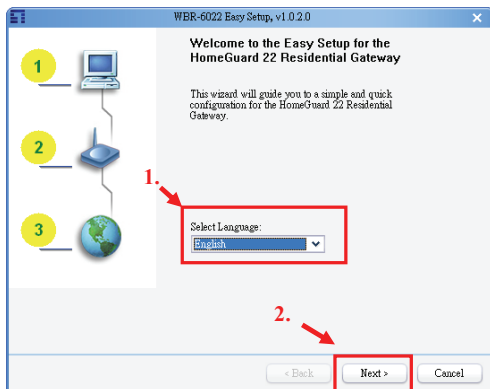 WBR-6022 Easy Setup, v1.0.2.0
Welcome to the Easy Setup for the
HomeGuard 22 Residential Gateway
This wizard will guide you to a simple and quick
configuration for the HomeGuard 22 Residential
Gateway.
1
2
3
1.
Select Language:
English
2.
< Back
Next >
Cancel